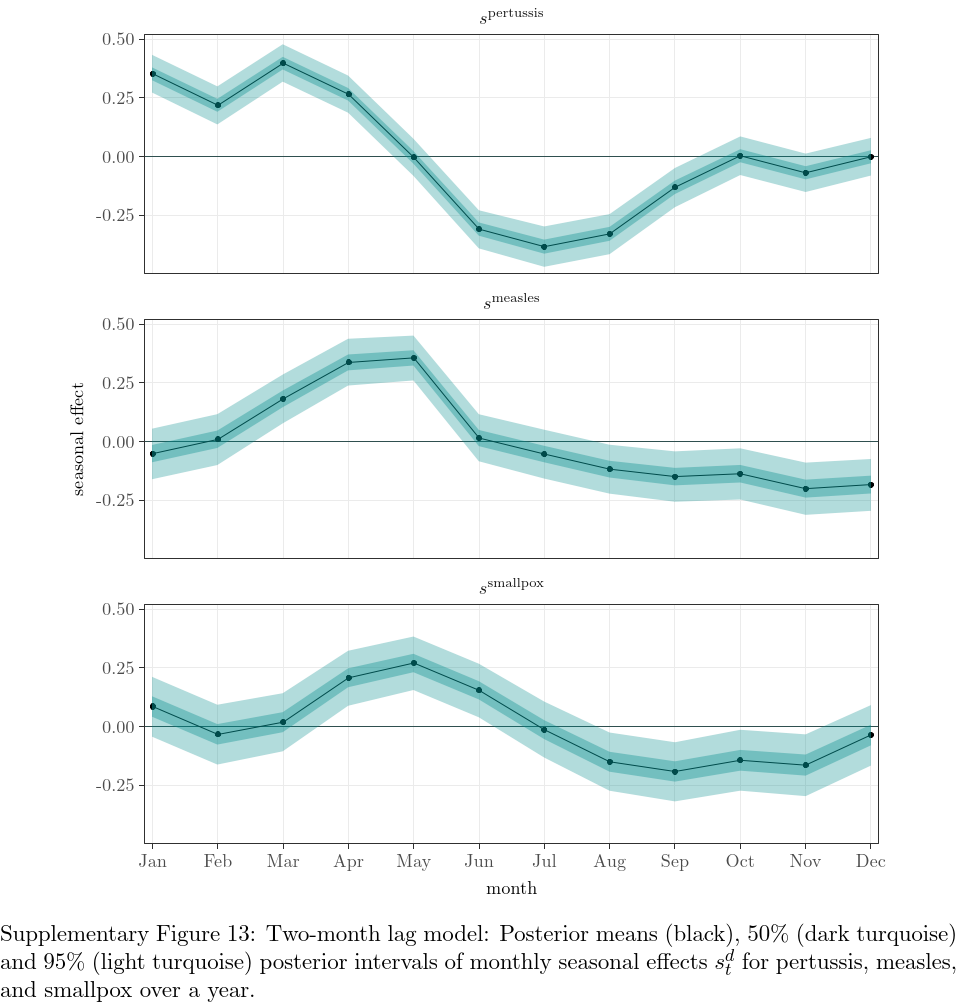 s^pertussis
0.50
0.25
0.00
-0.25
s^measles
0.50
0.25
0.00
-0.25
seasonal effect
s^smallpox
0.50
0.25
0.00
-0.25
Jan Feb Mar Apr May Jun Jul Aug Sep Oct Nov Dec
month
Supplementary Figure 13: Two-month lag model: Posterior means (black), 50% (dark turquoise)
and 95% (light turquoise) posterior intervals of monthly seasonal effects s_t^d for pertussis, measles,
and smallpox over a year.